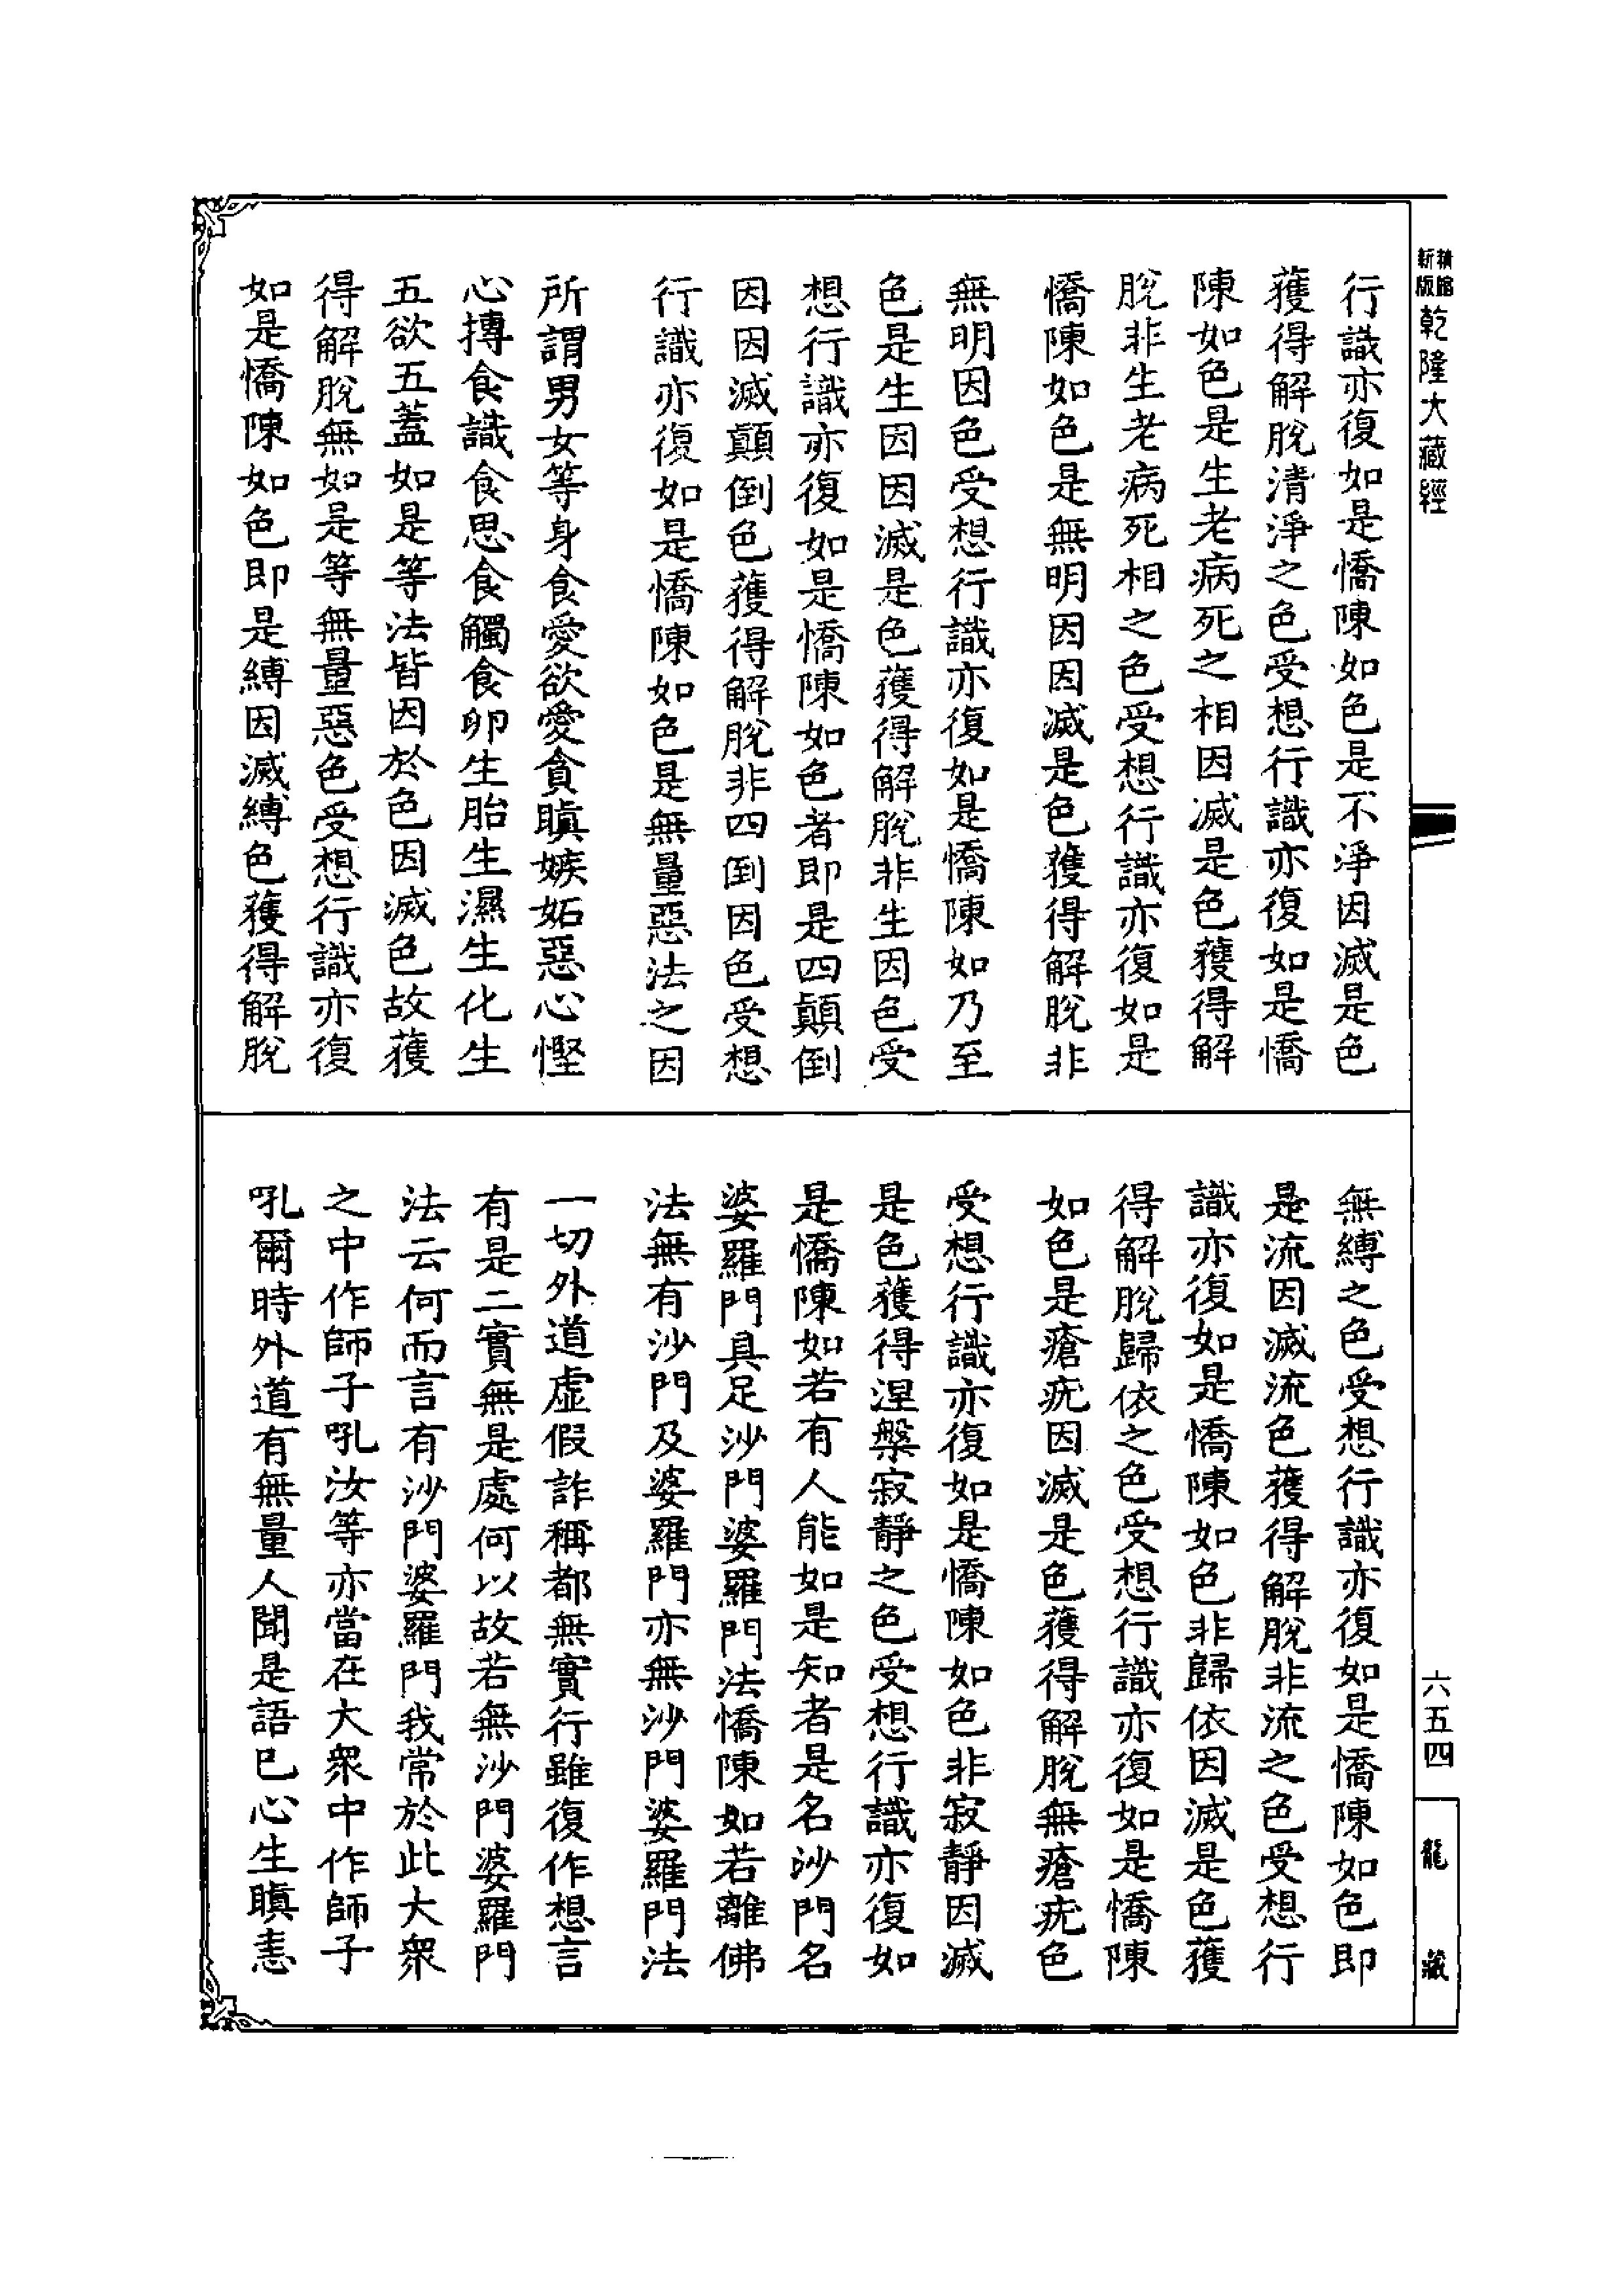 新版 精縮 乾隆大藏經
行識亦復如是憍陳如色是不淨因滅是色
獲得解脫清淨之色受想行識亦復如是憍
陳如色是生老病死之相因滅是色獲得解
脫非生老病死相之色受想行識亦復如是
憍陳如色是無明因因滅是色獲得解脫非
無明因色受想行識亦復如是憍陳如乃至
色是生因因滅是色獲得解脫非生因色受
想行識亦復如是憍陳如色者即是四顛倒
因因滅顛倒色獲得解脫非四倒因色受想
行識亦復如是憍陳如色是無量惡法之因
所謂男女等身食愛欲愛貪瞋嫉妬惡心慳
心摶食識食思食觸食卵生胎生濕生化生
五欲五蓋如是等法皆因於色因滅色故獲
得解脫無如是等無量惡色受想行識亦復
如是憍陳如色即是縛因滅縛色獲得解脫
無縛之色受想行識亦復如是憍陳如色即
是流因滅流色獲得解脫非流之色受想行
識亦復如是憍陳如色非歸依因滅是色獲
得解脫歸依之色受想行識亦復如是憍陳
如色是瘡疣因滅是色獲得解脫無瘡疣色
受想行識亦復如是憍陳如色非寂靜因滅
是色獲得涅槃寂靜之色受想行識亦復如
是憍陳如若有人能如是知者是名沙門名
婆羅門具足沙門婆羅門法憍陳如若離佛
法無有沙門及婆羅門亦無沙門婆羅門法
一切外道虛假詐稱都無實行雖復作想言
有是二實無是處何以故若無沙門婆羅門
法云何而言有沙門婆羅門我常於此大衆
之中作師子吼汝等亦當在大衆中作師子
吼爾時外道有無量人聞是語已心生瞋恚
六五四
龍藏